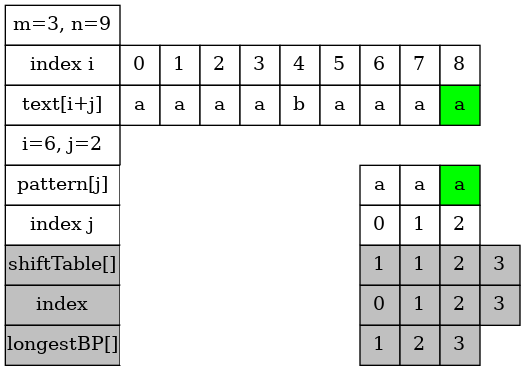 m=3, n=9
index i 0 1 2 3 4 5 6 7 8
text[i+j] a a a a b a a a a
i=6, j=2
pattern[j] a a a
index j 0 1 2
shiftTable[] 1 1 2 3
index 0 1 2 3
longestBP[] 1 2 3